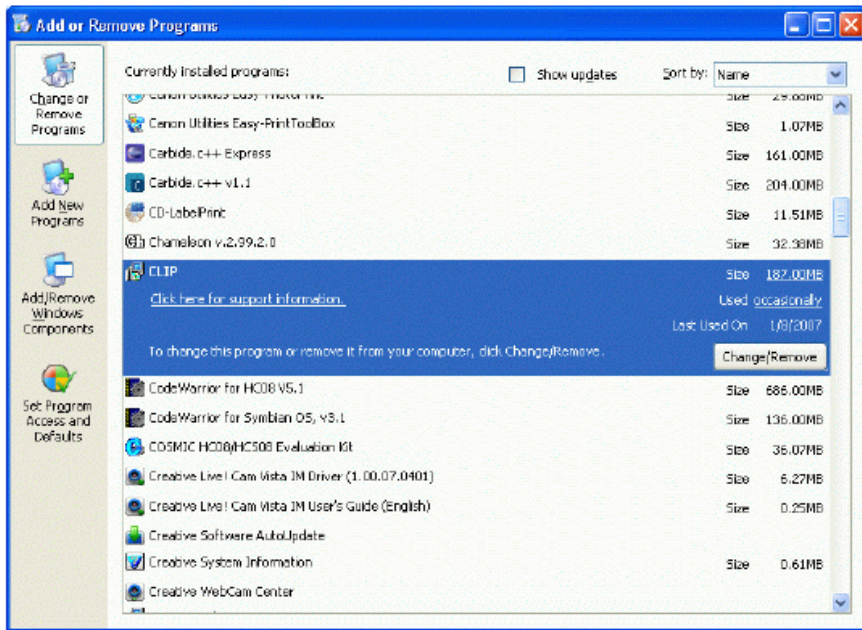 Add or Remove Programs
Change or
Remove
Programs
Add New
Programs
Add/Remove
Windows
Components
Set Program
Access and
Defaults
Currently installed programs:
Show updates
Sort by: Name
Canon Utilities Easy-PhotoPrint Size 29.88MB
Canon Utilities Easy-PrintToolBox Size 1.07MB
Carbide.c++ Express Size 161.00MB
Carbide.c++ v1.1 Size 204.00MB
CD-LabelPrint Size 11.51MB
Chameleon v.2.99.2.0 Size 32.38MB
CLIP Size 187.00MB
Click here for support information. Used occasionally
Last Used On 1/8/2007
To change this program or remove it from your computer, click Change/Remove. Change/Remove
CodeWarrior for HC08 V5.1 Size 686.00MB
CodeWarrior for Symbian OS, v3.1 Size 136.00MB
COSMIC HC08/HCS08 Evaluation Kit Size 36.07MB
Creative Live! Cam Vista IM Driver (1.00.07.0401) Size 6.27MB
Creative Live! Cam Vista IM User's Guide (English) Size 0.25MB
Creative Software AutoUpdate
Creative System Information Size 0.61MB
Creative WebCam Center